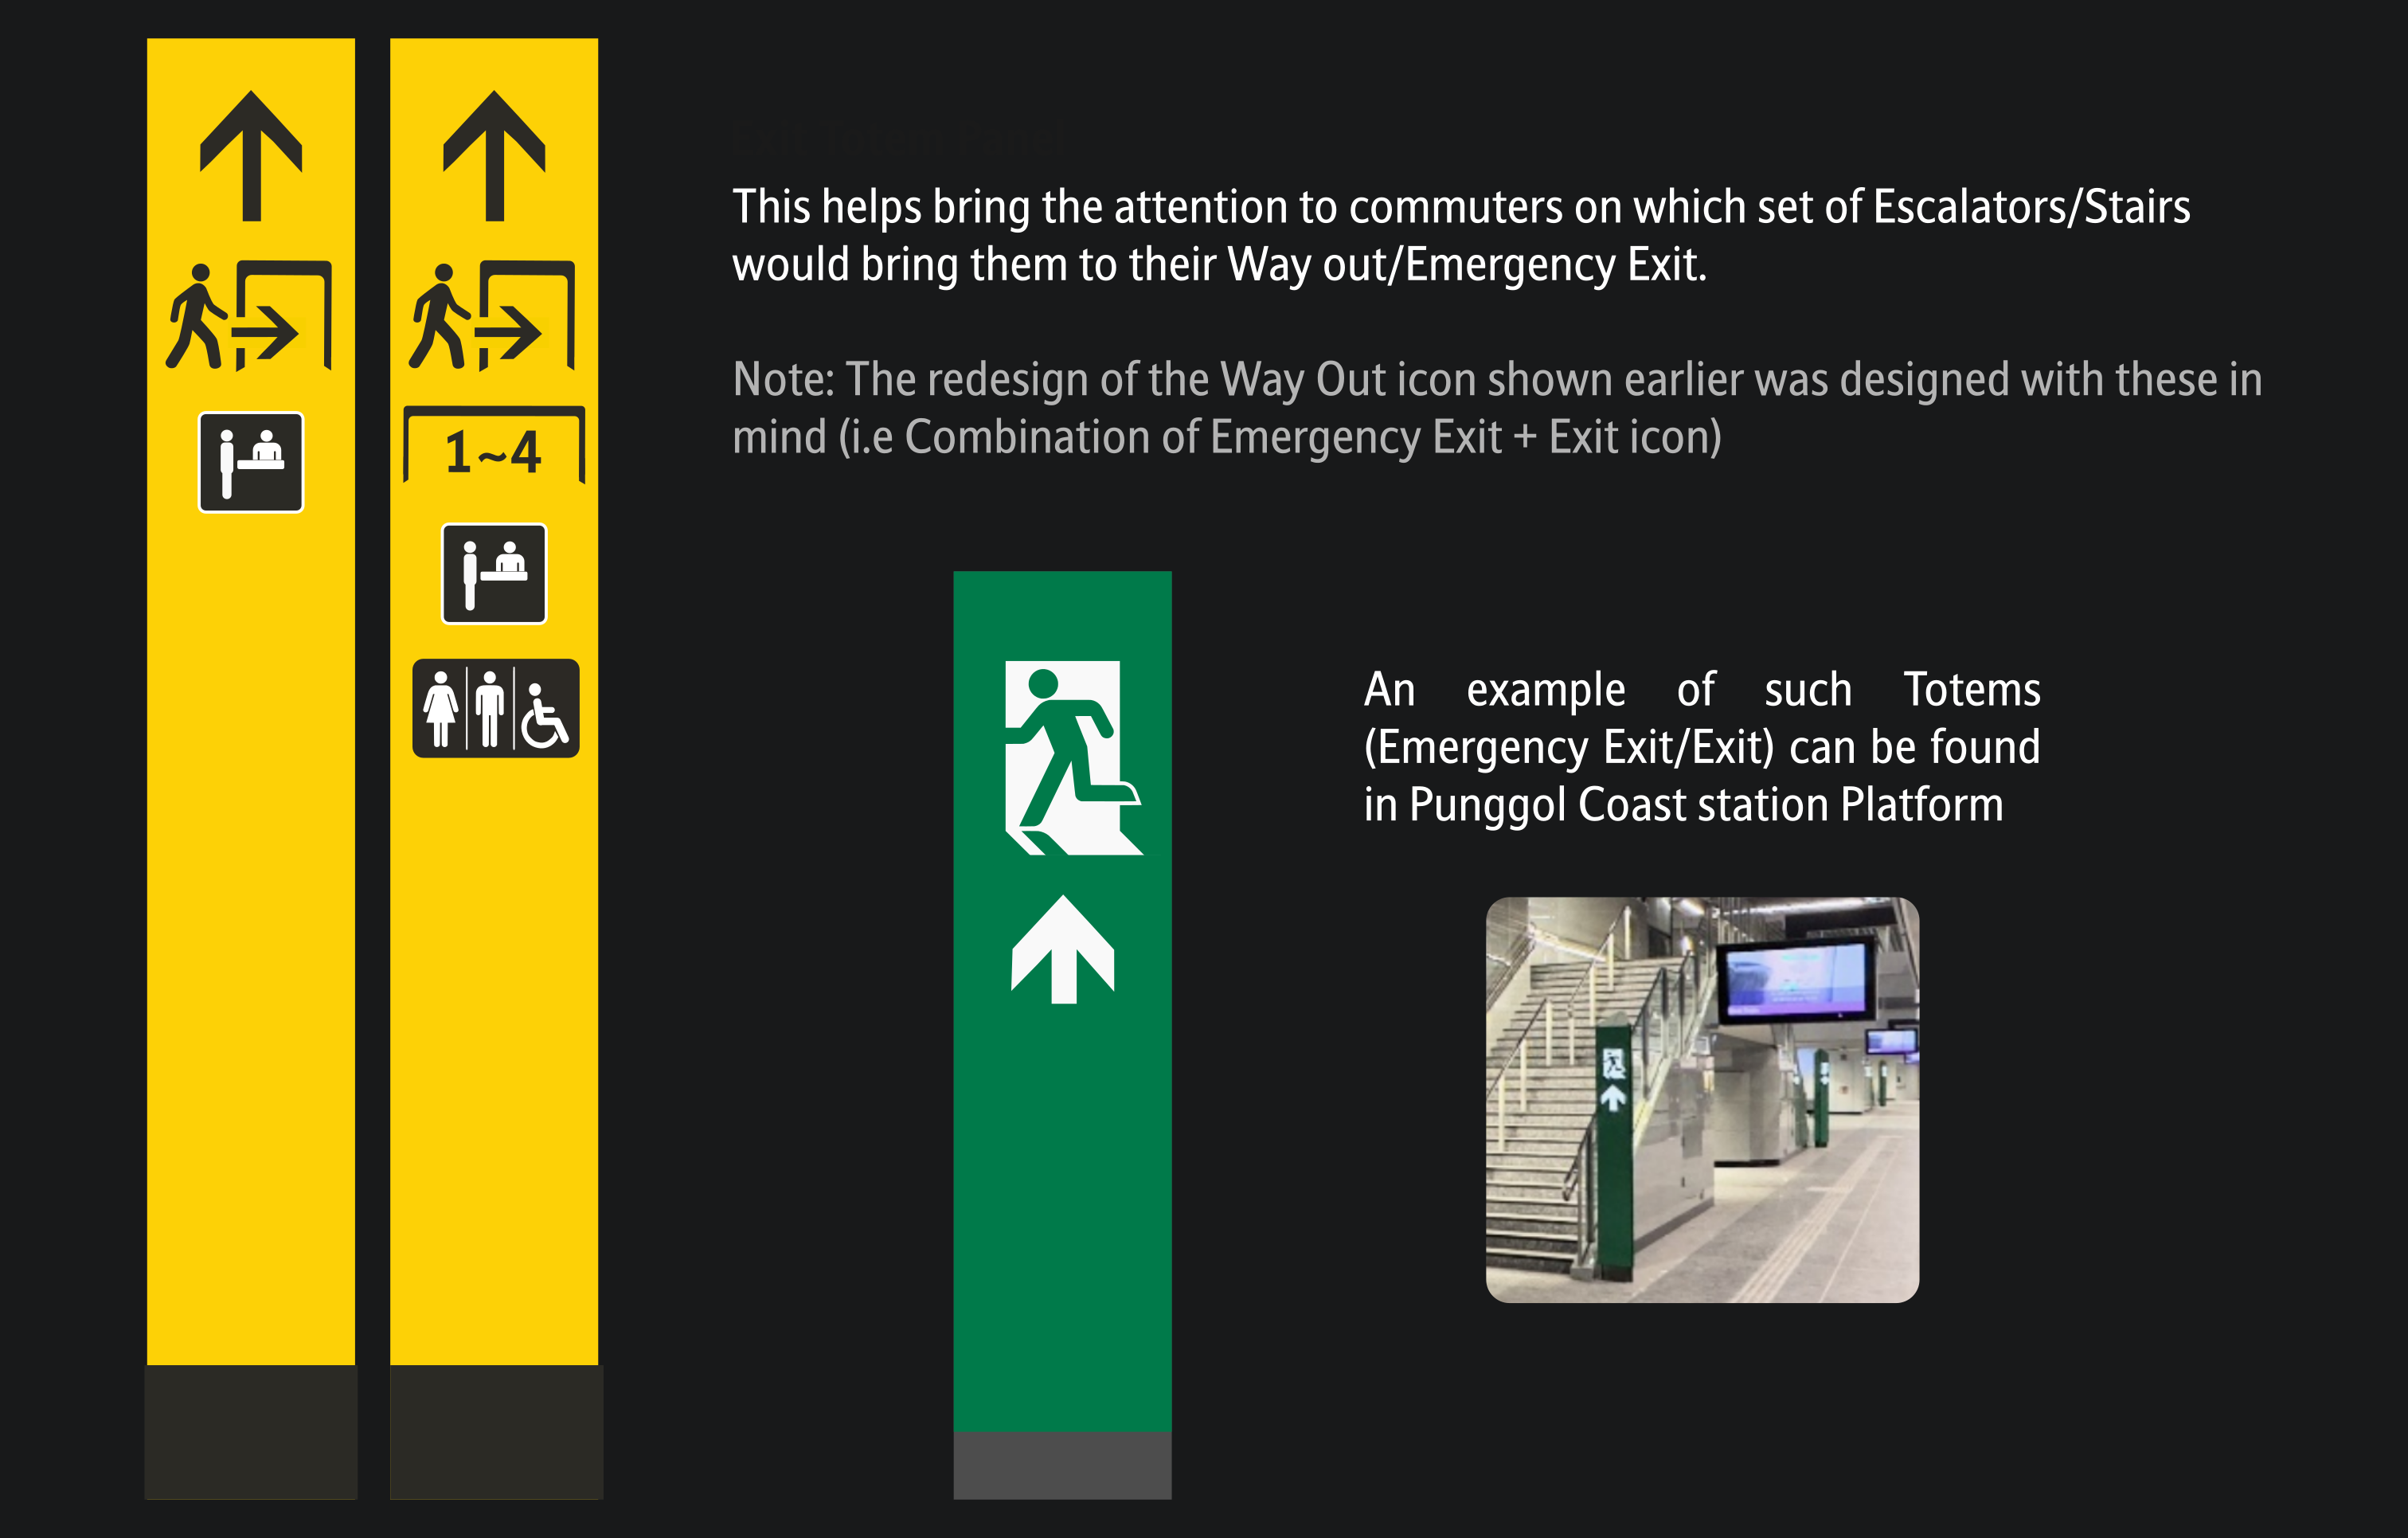 Exit Totem Panel
This helps bring the attention to commuters on which set of Escalators/Stairs
would bring them to their Way out/Emergency Exit.
Note: The redesign of the Way Out icon shown earlier was designed with these in
mind (i.e Combination of Emergency Exit + Exit icon)
1~4
An example of such Totems
(Emergency Exit/Exit) can be found
in Punggol Coast station Platform